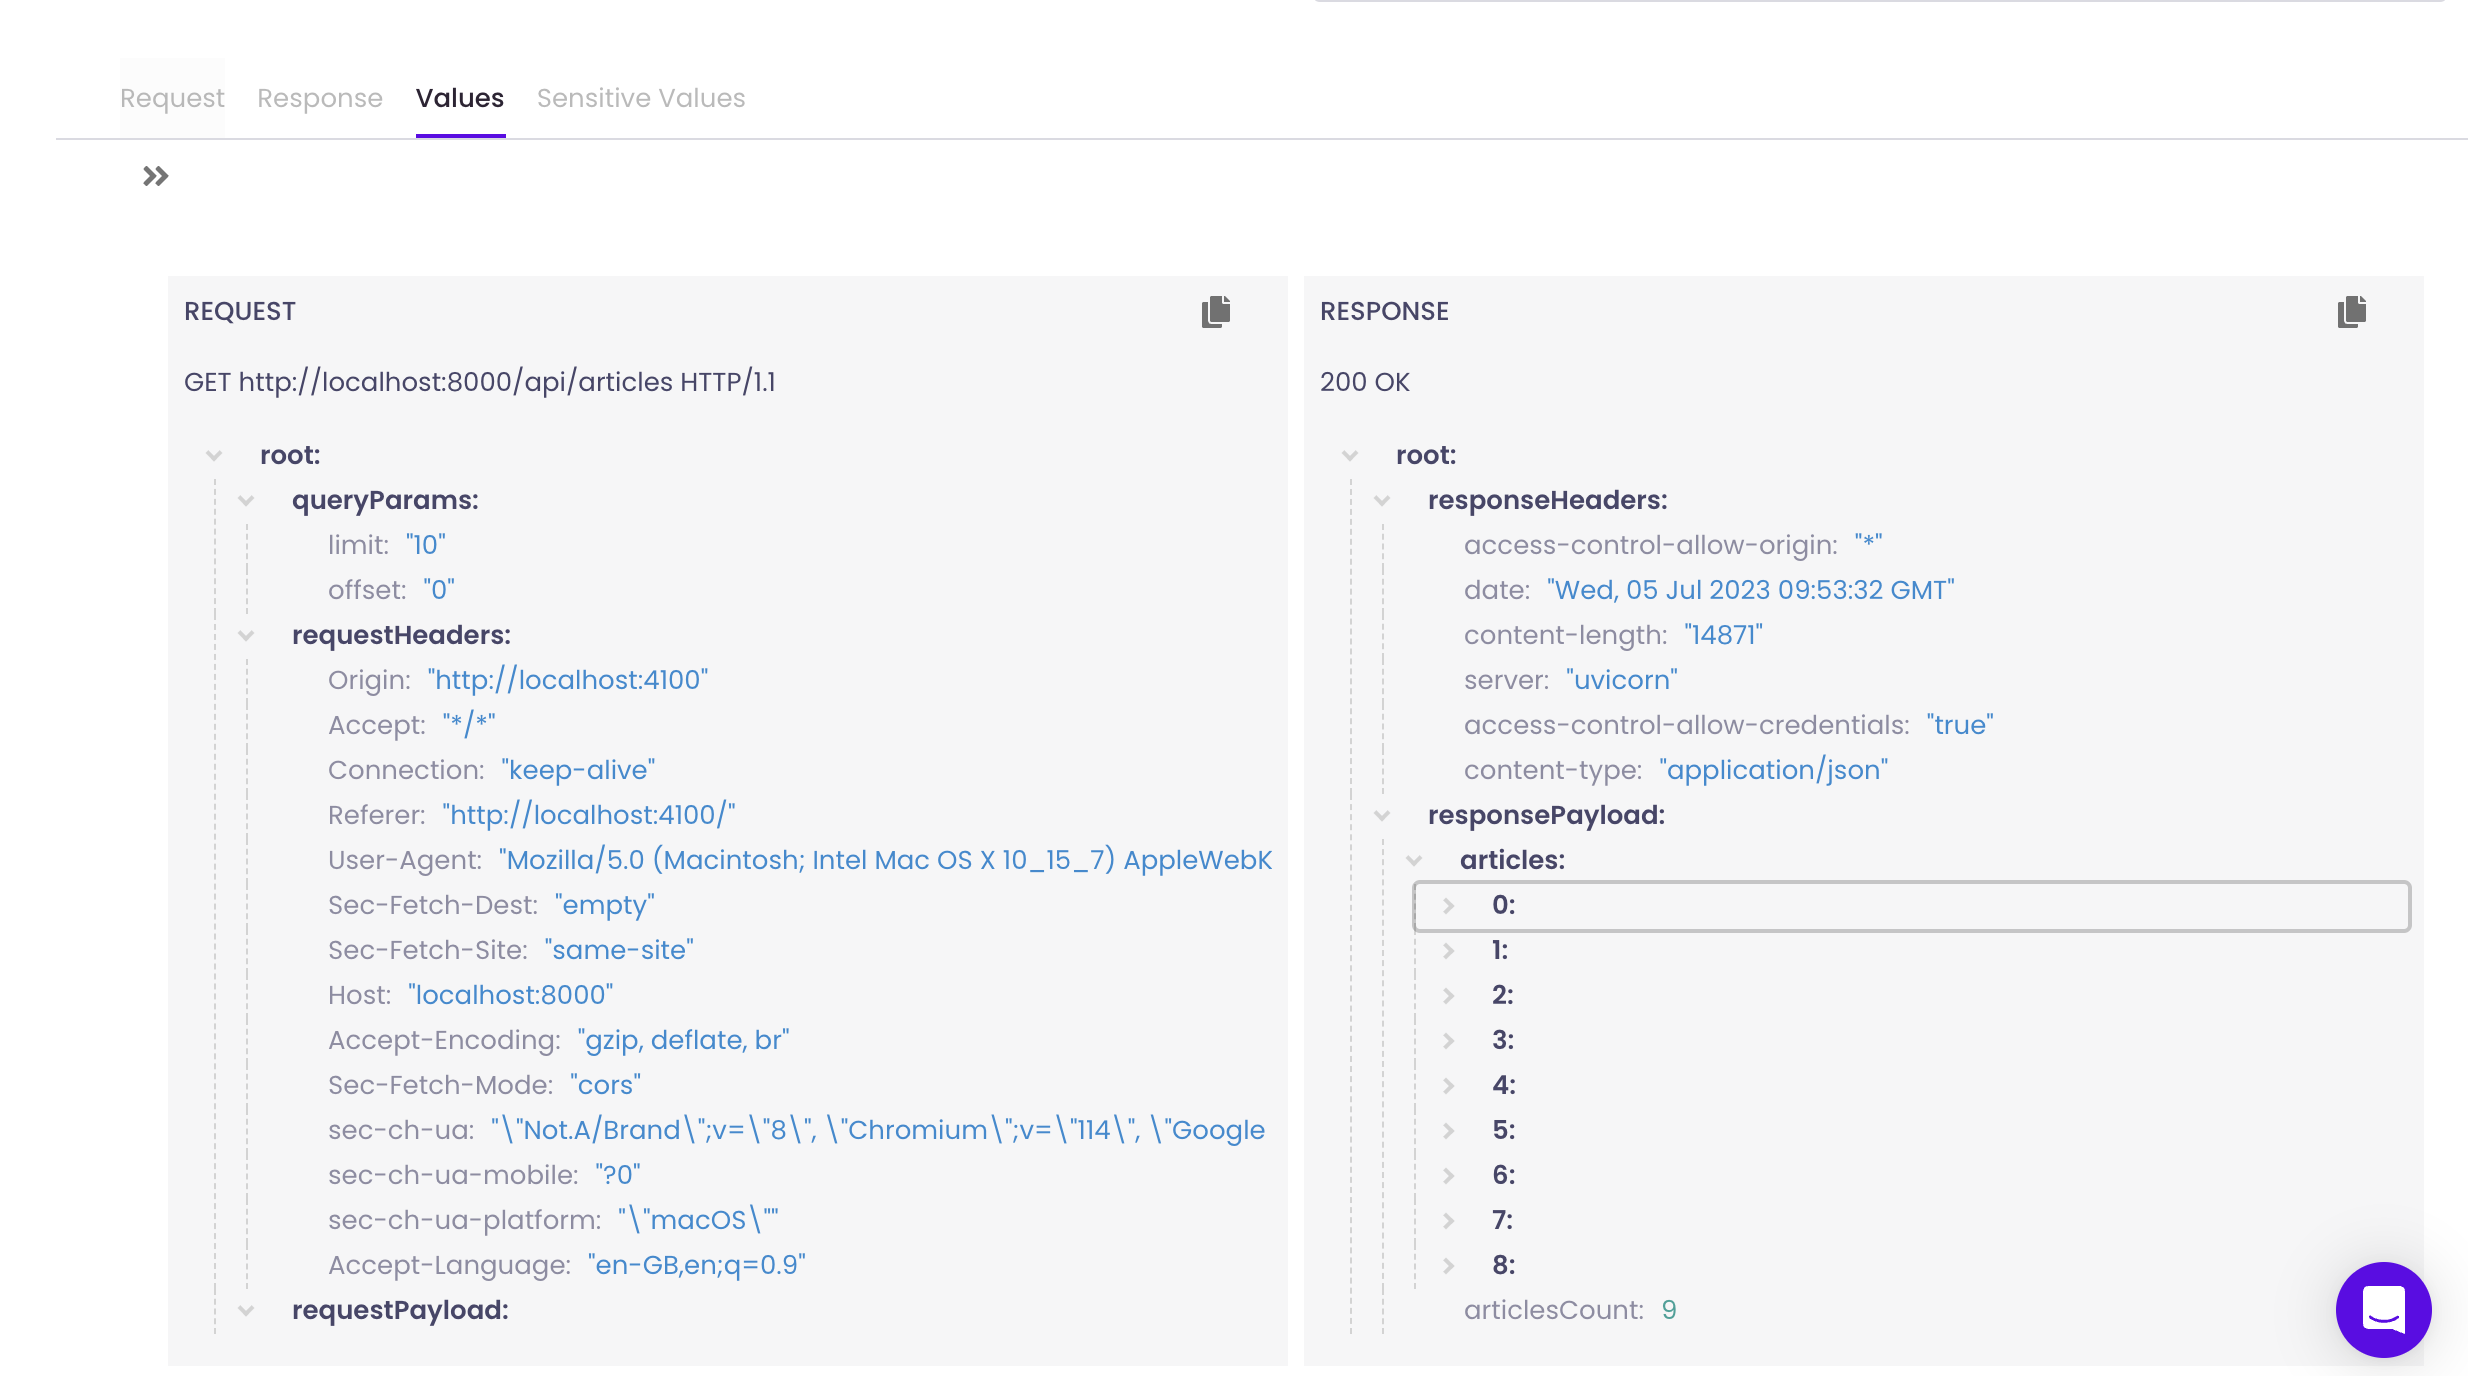 Request Response Values Sensitive Values
REQUEST
GET http://localhost:8000/api/articles HTTP/1.1
root:
queryParams:
limit: "10"
offset: "0"
requestHeaders:
Origin: "http://localhost:4100"
Accept: "*/*"
Connection: "keep-alive"
Referer: "http://localhost:4100/"
User-Agent: "Mozilla/5.0 (Macintosh; Intel Mac OS X 10_15_7) AppleWebK
Sec-Fetch-Dest: "empty"
Sec-Fetch-Site: "same-site"
Host: "localhost:8000"
Accept-Encoding: "gzip, deflate, br"
Sec-Fetch-Mode: "cors"
sec-ch-ua: "\"Not.A/Brand\";v=\"8\", \"Chromium\";v=\"114\", \"Google
sec-ch-ua-mobile: "?0"
sec-ch-ua-platform: "\"macOS\""
Accept-Language: "en-GB,en;q=0.9"
requestPayload:
RESPONSE
200 OK
root:
responseHeaders:
access-control-allow-origin: "*"
date: "Wed, 05 Jul 2023 09:53:32 GMT"
content-length: "14871"
server: "uvicorn"
access-control-allow-credentials: "true"
content-type: "application/json"
responsePayload:
articles:
0:
1:
2:
3:
4:
5:
6:
7:
8:
articlesCount: 9